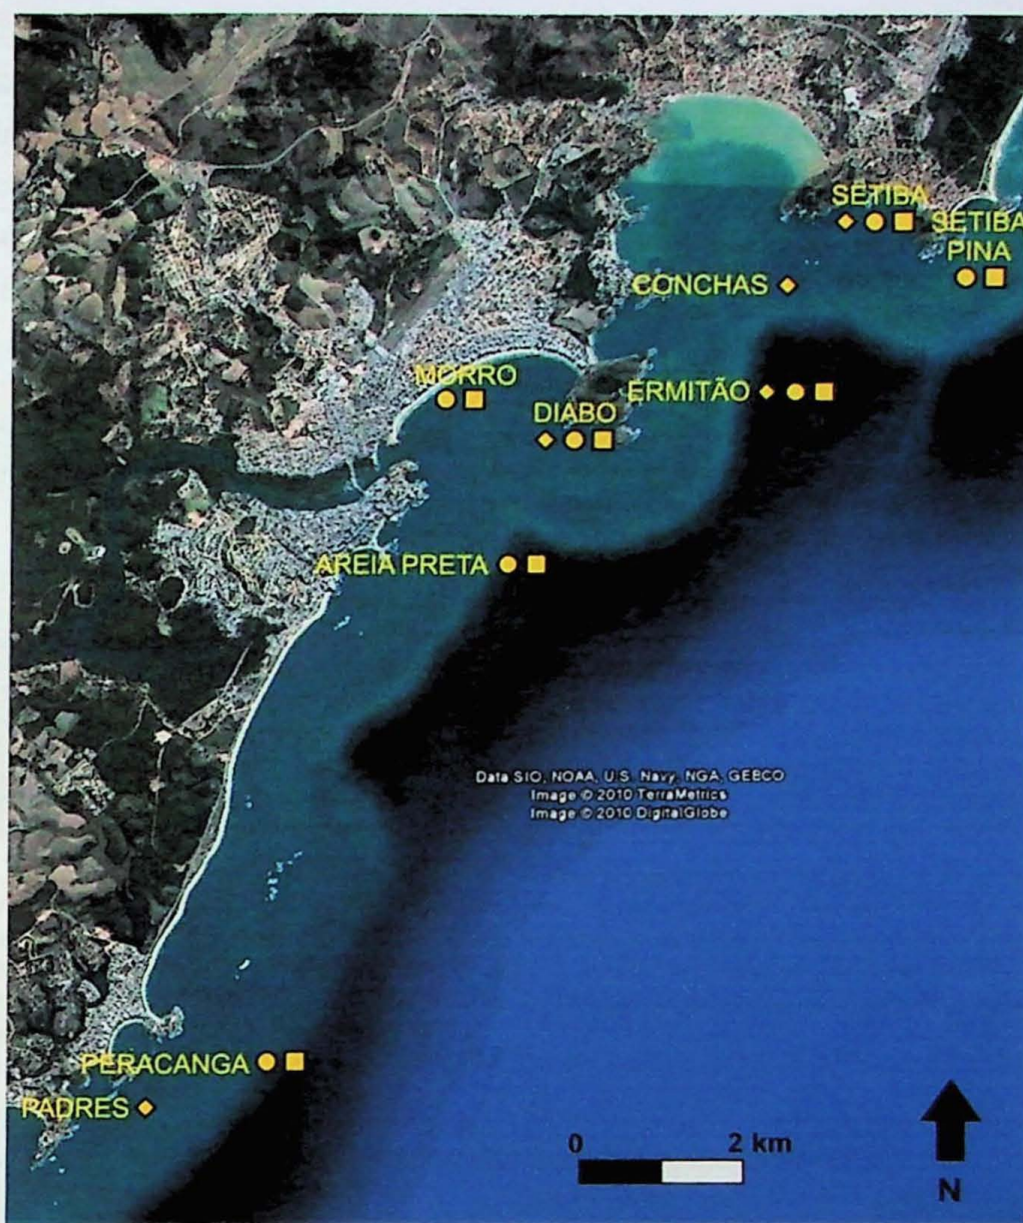 SETIBA
SETIBA
PINA
CONCHAS
MORRO
ERMITÃO
DIABO
AREIA PRETA
Data SIO, NOAA, U.S. Navy, NGA, GEBCO
Image © 2010 TerraMetrics
Image © 2010 DigitalGlobe
PERACANGA
PADRES
0 2 km
N